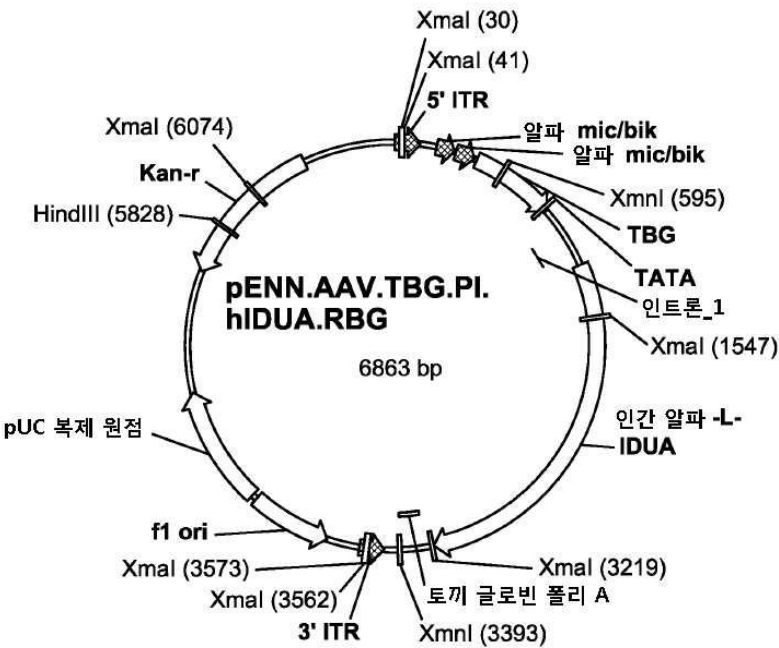 XmaI (30)
XmaI (41)
5' ITR
알파 mic/bik
알파 mic/bik
XmnI (595)
TBG
TATA
인트론_1
XmaI (1547)
인간 알파 -L-
IDUA
XmaI (3219)
토끼 글로빈 폴리 A
XmnI (3393)
3' ITR
XmaI (3562)
XmaI (3573)
f1 ori
pUC 복제 원점
HindIII (5828)
Kan-r
XmaI (6074)
pENN.AAV.TBG.PI.
hIDUA.RBG
6863 bp